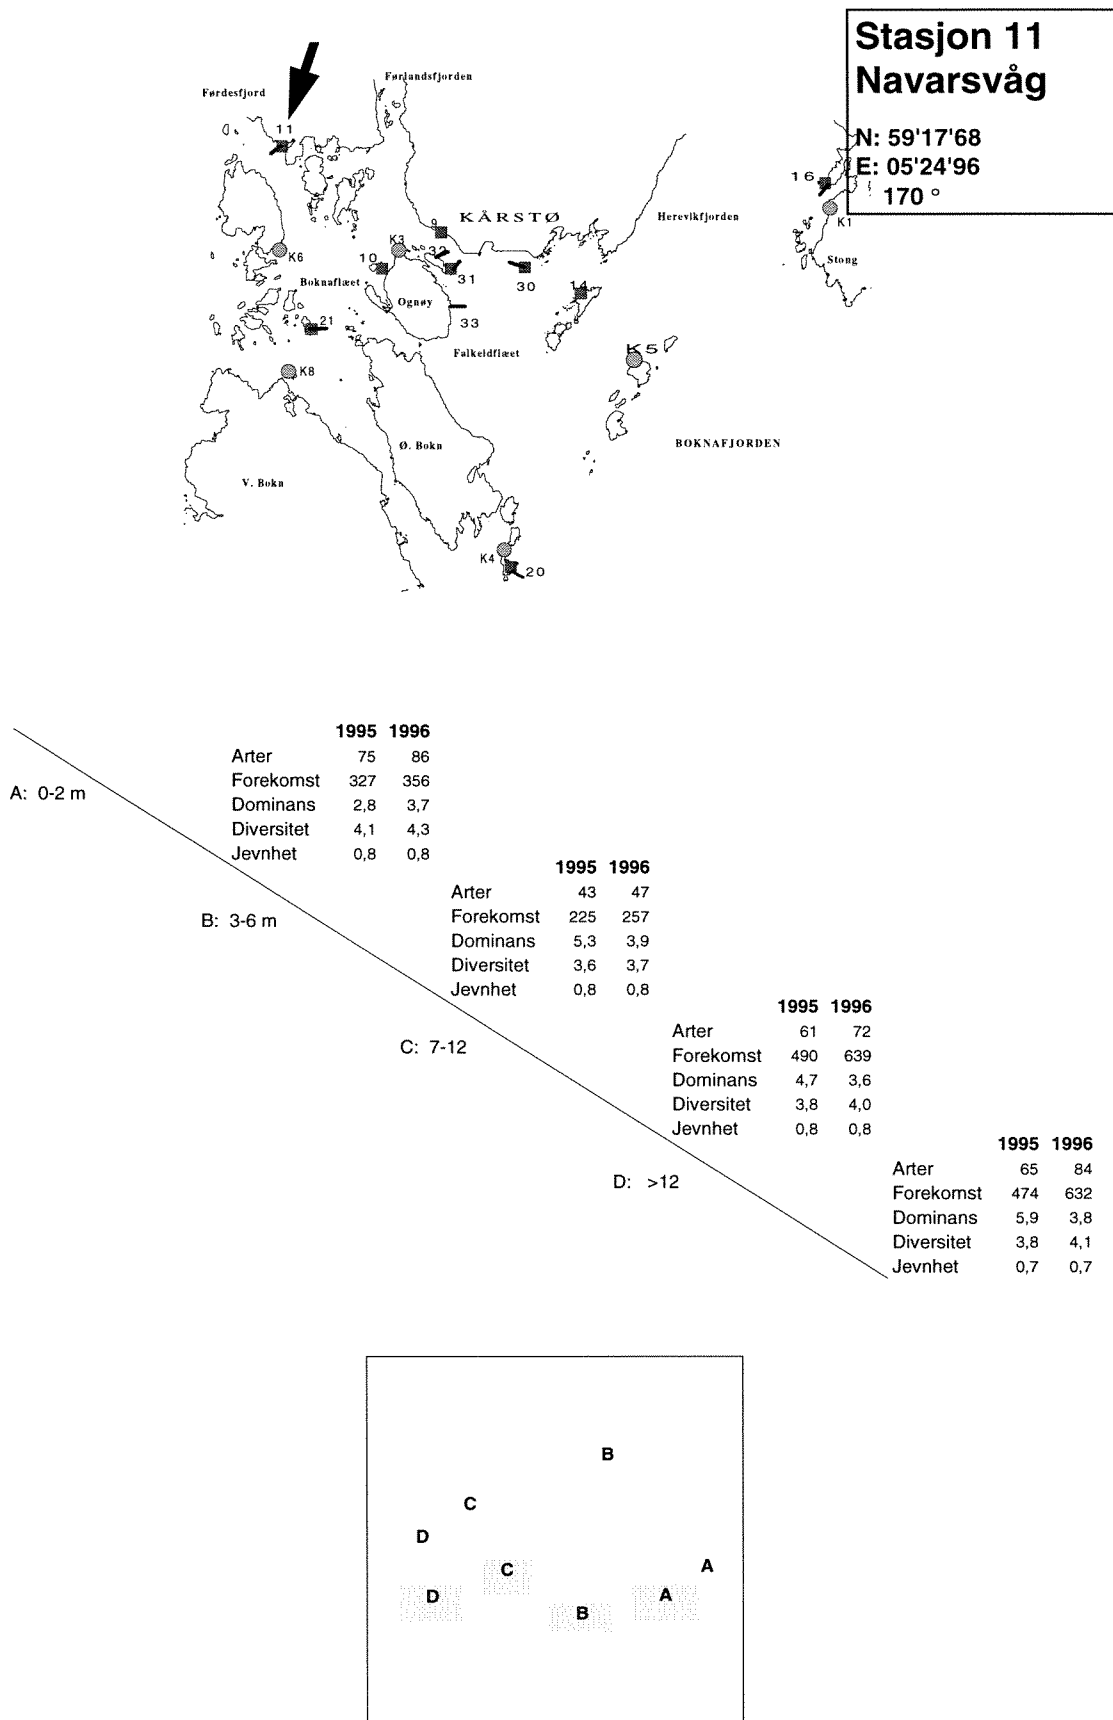 Stasjon 11
Navarsvåg
N: 59'17'68
E: 05'24'96
170 °
Førlandsfjorden
Førdesfjord
11
16
KÅRSTØ
Herevikfjorden
K1
K3
32
K6
10
31
30
Stong
Boknaflæet
14
Ognøy
21
33
K5
Falkeidflæet
K8
Ø. Bokn
BOKNAFJORDEN
V. Bokn
K4
20
1995 1996
Arter 75 86
Forekomst 327 356
Dominans 2,8 3,7
Diversitet 4,1 4,3
Jevnhet 0,8 0,8
A: 0-2 m
1995 1996
Arter 43 47
Forekomst 225 257
Dominans 5,3 3,9
Diversitet 3,6 3,7
Jevnhet 0,8 0,8
B: 3-6 m
1995 1996
Arter 61 72
Forekomst 490 639
Dominans 4,7 3,6
Diversitet 3,8 4,0
Jevnhet 0,8 0,8
C: 7-12
1995 1996
Arter 65 84
Forekomst 474 632
Dominans 5,9 3,8
Diversitet 3,8 4,1
Jevnhet 0,7 0,7
D: >12
B
C
D
A
C
D
A
B